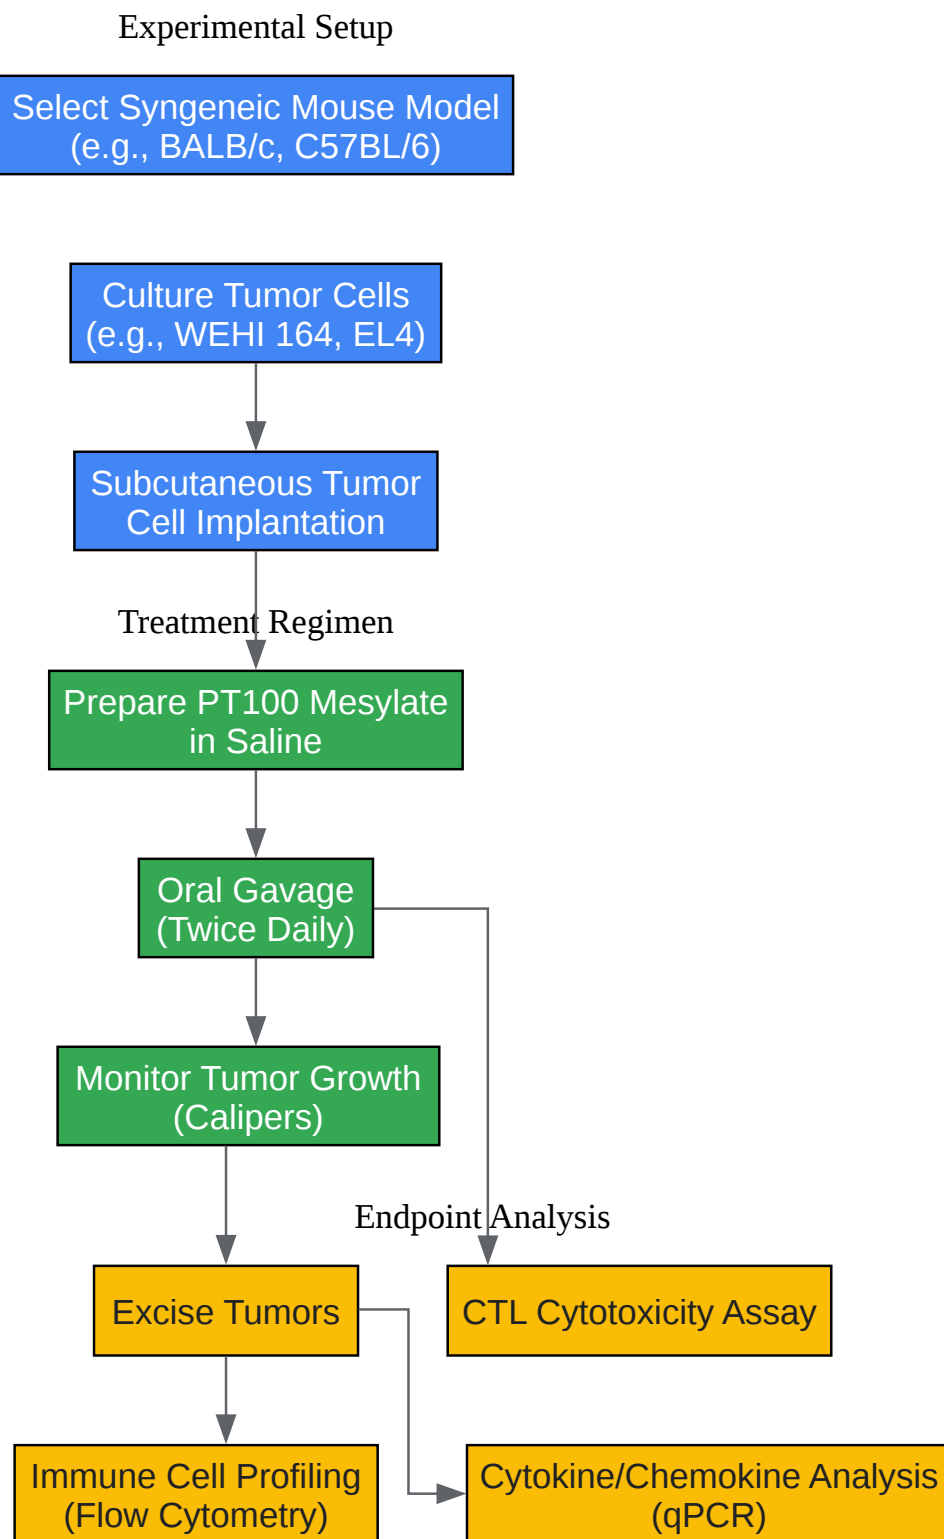 Experimental Setup
Select Syngeneic Mouse Model
(e.g., BALB/c, C57BL/6)
Culture Tumor Cells
(e.g., WEHI 164, EL4)
Subcutaneous Tumor
Cell Implantation
Treatment Regimen
Prepare PT100 Mesylate
in Saline
Oral Gavage
(Twice Daily)
Monitor Tumor Growth
(Calipers)
Endpoint Analysis
Excise Tumors
CTL Cytotoxicity Assay
Immune Cell Profiling
(Flow Cytometry)
Cytokine/Chemokine Analysis
(qPCR)